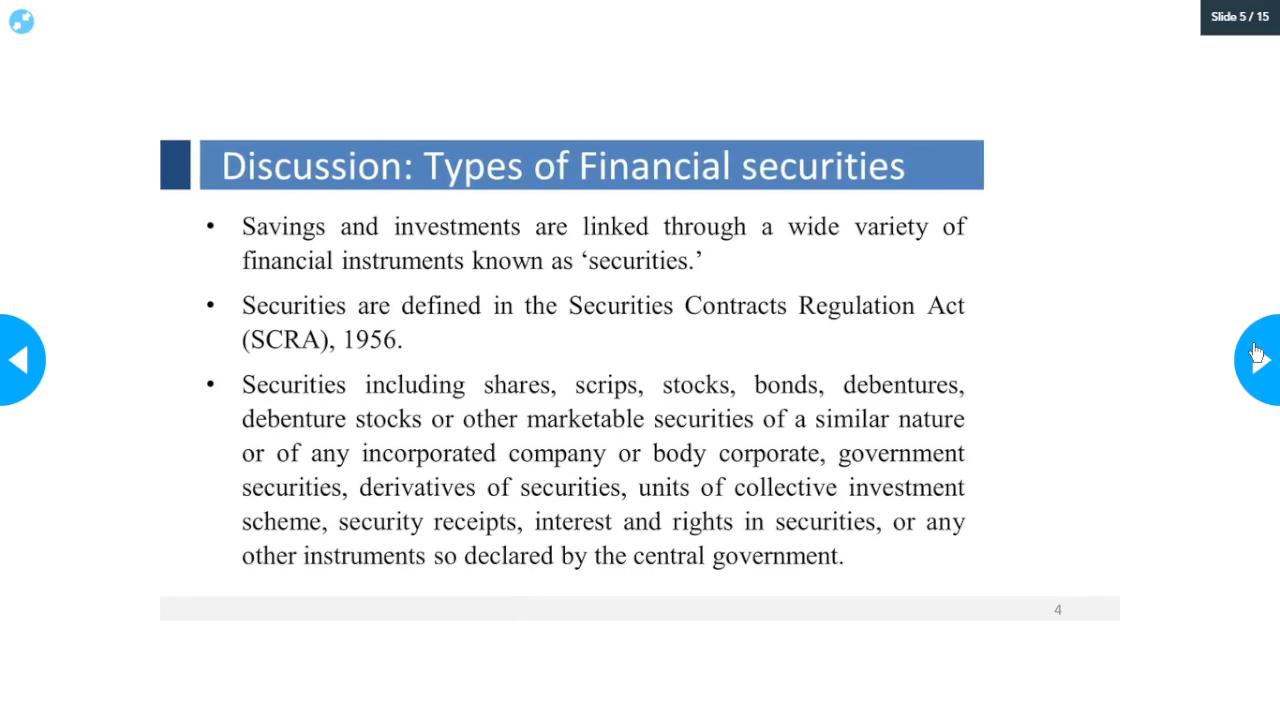 Slide 5 / 15
Discussion: Types of Financial securities
• Savings and investments are linked through a wide variety of
financial instruments known as ‘securities.’
• Securities are defined in the Securities Contracts Regulation Act
(SCRA), 1956.
• Securities including shares, scrips, stocks, bonds, debentures,
debenture stocks or other marketable securities of a similar nature
or of any incorporated company or body corporate, government
securities, derivatives of securities, units of collective investment
scheme, security receipts, interest and rights in securities, or any
other instruments so declared by the central government.
4